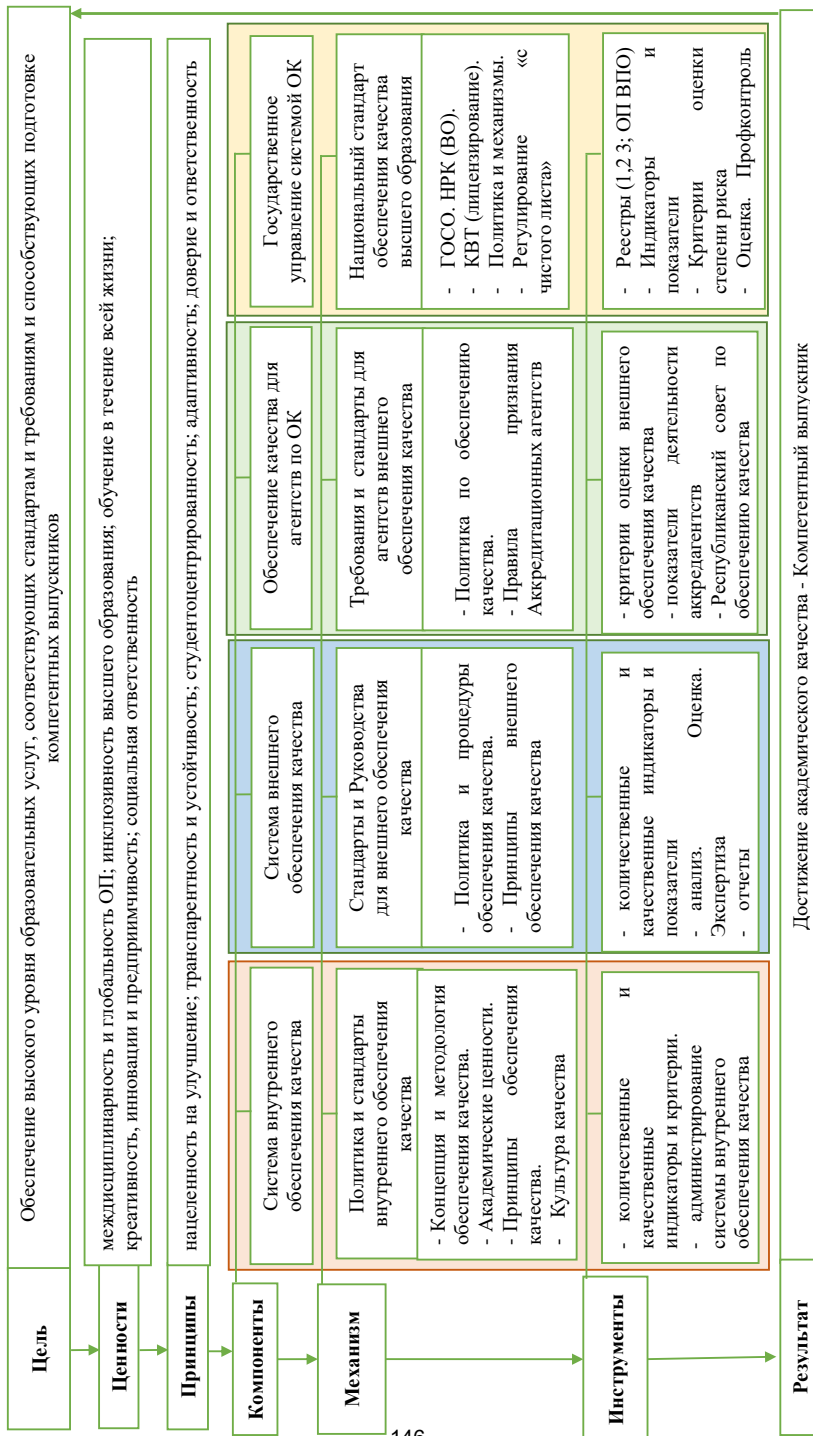 Цель
Обеспечение высокого уровня образовательных услуг, соответствующих стандартам и требованиям и способствующих подготовке
компетентных выпускников
Ценности
междисциплинарность и глобальность ОП; инклюзивность высшего образования; обучение в течение всей жизни;
креативность, инновации и предприимчивость; социальная ответственность
Принципы
нацеленность на улучшение; транспарентность и устойчивость; студентоцентрированность; адаптивность; доверие и ответственность
Компоненты
Система внутреннего
обеспечения качества
Система внешнего
обеспечения качества
Обеспечение качества для
агентств по ОК
Государственное
управление системой ОК
Механизм
Политика и стандарты
внутреннего обеспечения
качества
Стандарты и Руководства
для внешнего обеспечения
качества
Требования и стандарты для
агентств внешнего
обеспечения качества
Национальный стандарт
обеспечения качества
высшего образования
- Концепция и методология
обеспечения качества.
- Академические ценности.
- Принципы обеспечения
качества.
- Культура качества
- Политика и процедуры
обеспечения качества.
- Принципы внешнего
обеспечения качества
- Политика по обеспечению
качества.
- Правила признания
Аккредитационных агентств
- ГОСО. НРК (ВО).
- КВТ (лицензирование).
- Политика и механизмы.
- Регулирование «с
чистого листа»
Инструменты
- количественные и
качественные
индикаторы и критерии.
- администрирование
системы внутреннего
обеспечения качества
- количественные и
качественные индикаторы и
показатели
- анализ. Оценка.
Экспертиза
- отчеты
- критерии оценки внешнего
обеспечения качества
- показатели деятельности
аккредагентств
- Республиканский совет по
обеспечению качества
- Реестры (1,2 3; ОП ВПО)
- Индикаторы и
показатели
- Критерии оценки
степени риска
- Оценка. Профконтроль
Результат
Достижение академического качества - Компетентный выпускник
146